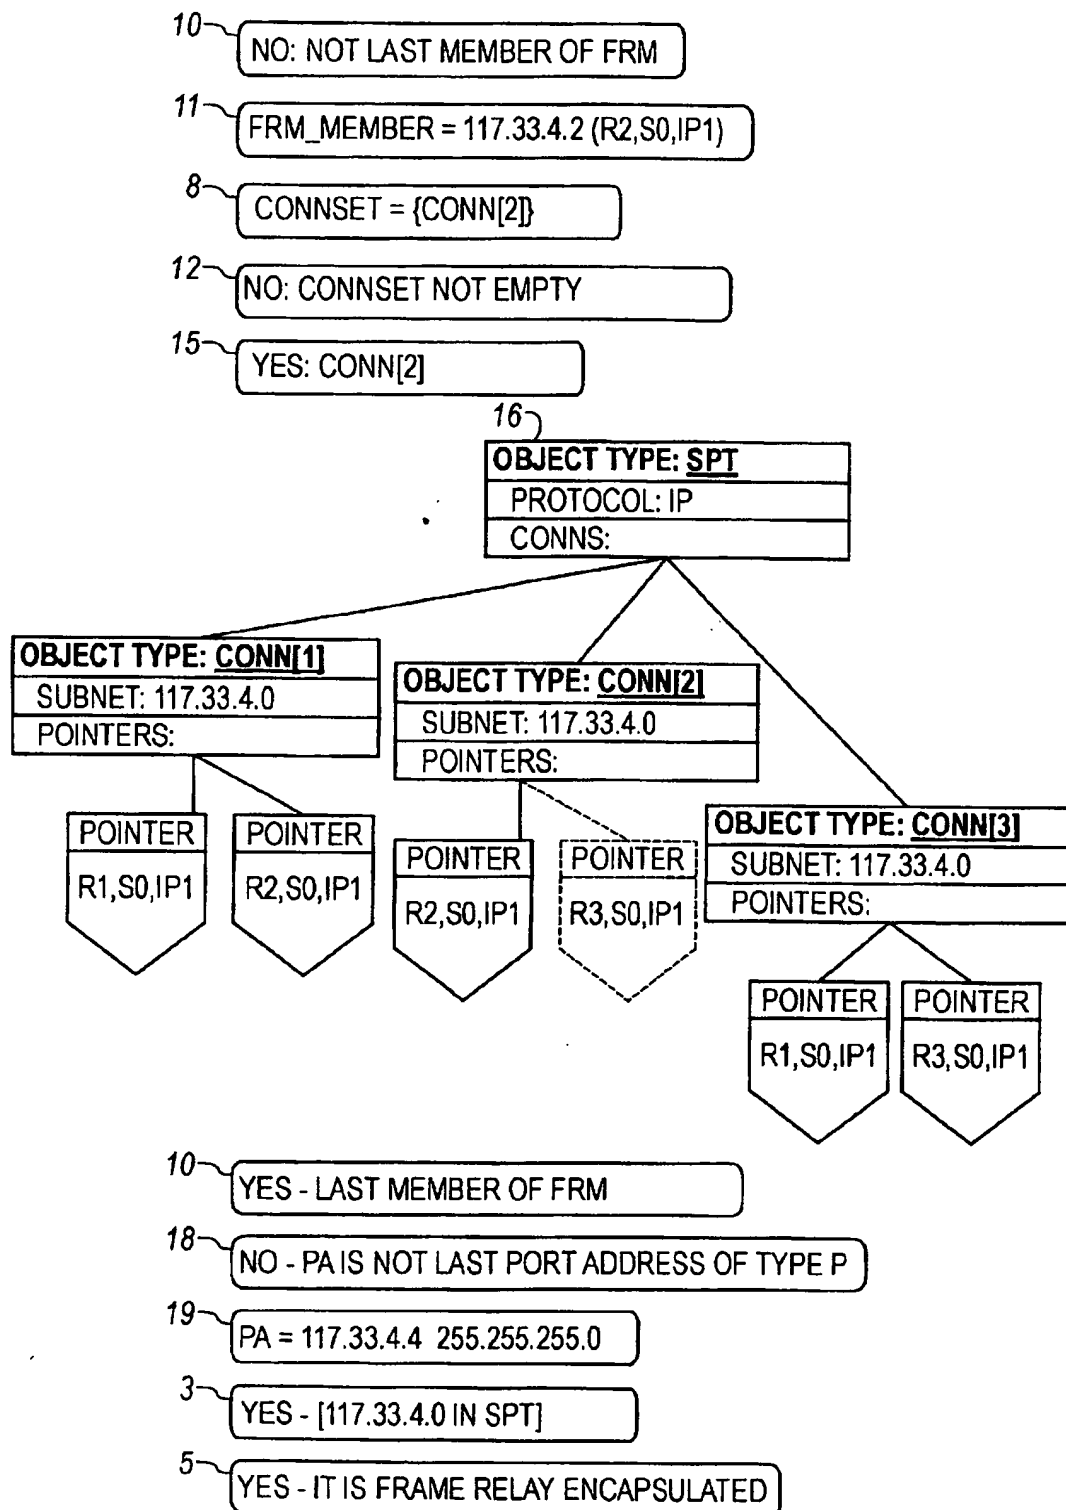 10
NO: NOT LAST MEMBER OF FRM
11
FRM_MEMBER = 117.33.4.2 (R2,S0,IP1)
8
CONNSET = {CONN[2]}
12
NO: CONNSET NOT EMPTY
15
YES: CONN[2]
16
OBJECT TYPE: SPT
PROTOCOL: IP
CONNS:
OBJECT TYPE: CONN[1]
SUBNET: 117.33.4.0
POINTERS:
POINTER
R1,S0,IP1
POINTER
R2,S0,IP1
OBJECT TYPE: CONN[2]
SUBNET: 117.33.4.0
POINTERS:
POINTER
R2,S0,IP1
POINTER
R3,S0,IP1
OBJECT TYPE: CONN[3]
SUBNET: 117.33.4.0
POINTERS:
POINTER
R1,S0,IP1
POINTER
R3,S0,IP1
10
YES - LAST MEMBER OF FRM
18
NO - PA IS NOT LAST PORT ADDRESS OF TYPE P
19
PA = 117.33.4.4 255.255.255.0
3
YES - [117.33.4.0 IN SPT]
5
YES - IT IS FRAME RELAY ENCAPSULATED